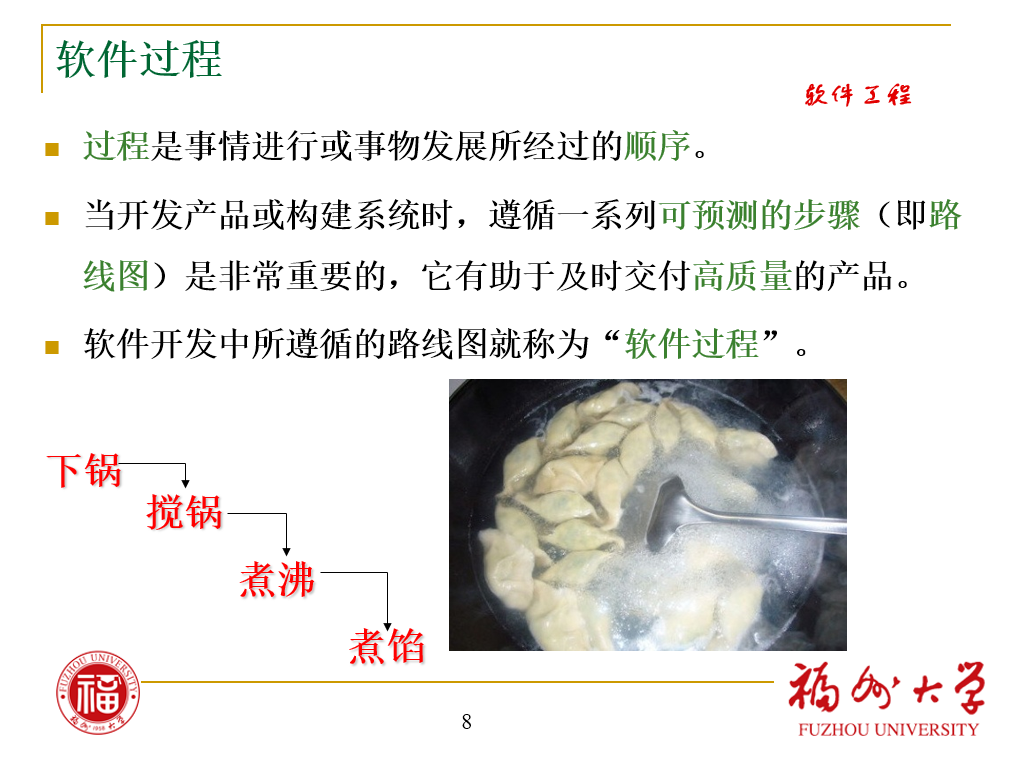 软件过程
软件工程
过程是事情进行或事物发展所经过的顺序。
当开发产品或构建系统时，遵循一系列可预测的步骤（即路
线图）是非常重要的，它有助于及时交付高质量的产品。
软件开发中所遵循的路线图就称为“软件过程”。
下锅
搅锅
煮沸
煮馅
FUZHOU UNIVERSITY
福
1958
福州大学
福州大学
FUZHOU UNIVERSITY
8